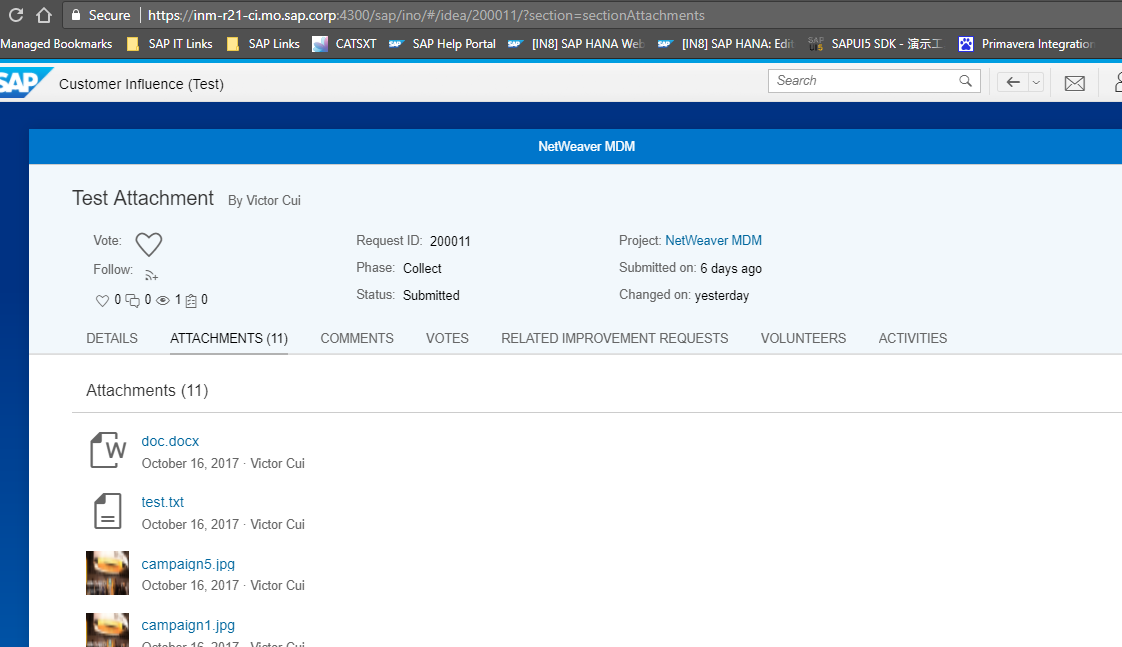 Secure https://inm-r21-ci.mo.sap.corp:4300/sap/ino/#/idea/200011/?section=sectionAttachments
Managed Bookmarks SAP IT Links SAP Links CATSXT SAP Help Portal [IN8] SAP HANA Web [IN8] SAP HANA: Edit SAPUI5 SDK - 演示工 Primavera Integration
SAP Customer Influence (Test) Search
NetWeaver MDM
Test Attachment By Victor Cui
Vote: Request ID: 200011 Project: NetWeaver MDM
Follow: Phase: Collect Submitted on: 6 days ago
0 0 1 0 Status: Submitted Changed on: yesterday
DETAILS ATTACHMENTS (11) COMMENTS VOTES RELATED IMPROVEMENT REQUESTS VOLUNTEERS ACTIVITIES
Attachments (11)
W doc.docx
October 16, 2017 · Victor Cui
test.txt
October 16, 2017 · Victor Cui
campaign5.jpg
October 16, 2017 · Victor Cui
campaign1.jpg
October 16, 2017 · Victor Cui